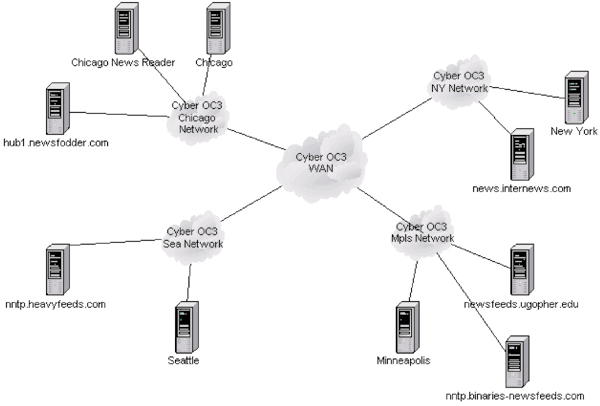 Chicago News Reader
Chicago
Cyber OC3
Chicago
Network
hub1.newsfodder.com
Cyber OC3
NY Network
New York
news.internews.com
Cyber OC3
WAN
Cyber OC3
Sea Network
nntp.heavyfeeds.com
Seattle
Cyber OC3
Mpls Network
newsfeeds.ugopher.edu
Minneapolis
nntp.binaries-newsfeeds.com